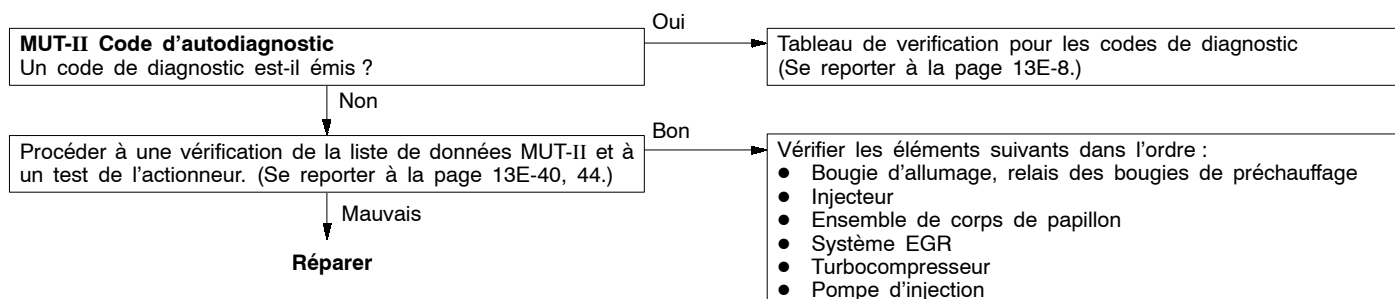 Oui
MUT-II Code d'autodiagnostic
Un code de diagnostic est-il émis ?
Tableau de verification pour les codes de diagnostic
(Se reporter à la page 13E-8.)
Non
Bon
Procéder à une vérification de la liste de données MUT-II et à
un test de l'actionneur. (Se reporter à la page 13E-40, 44.)
Vérifier les éléments suivants dans l'ordre :
● Bougie d'allumage, relais des bougies de préchauffage
● Injecteur
● Ensemble de corps de papillon
● Système EGR
● Turbocompresseur
● Pompe d'injection
Mauvais
Réparer